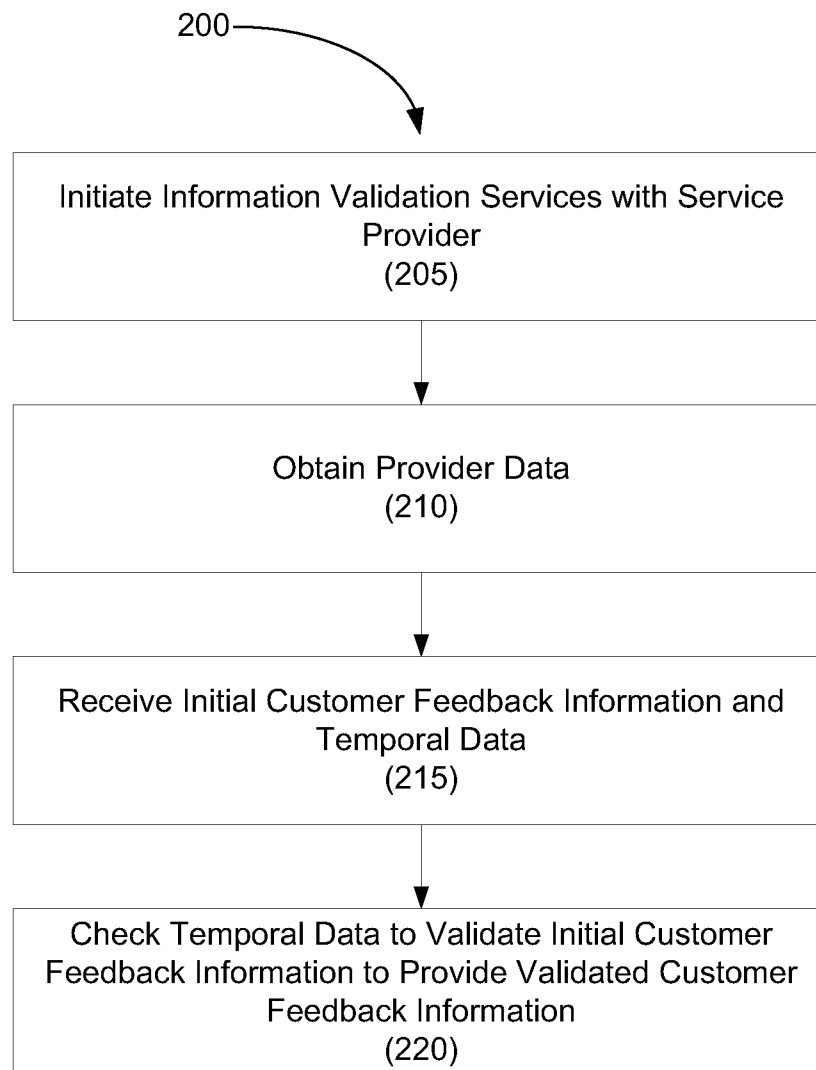 200
Initiate Information Validation Services with Service
Provider
(205)
Obtain Provider Data
(210)
Receive Initial Customer Feedback Information and
Temporal Data
(215)
Check Temporal Data to Validate Initial Customer
Feedback Information to Provide Validated Customer
Feedback Information
(220)